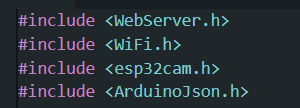 #include <WebServer.h>
#include <WiFi.h>
#include <esp32cam.h>
#include <ArduinoJson.h>